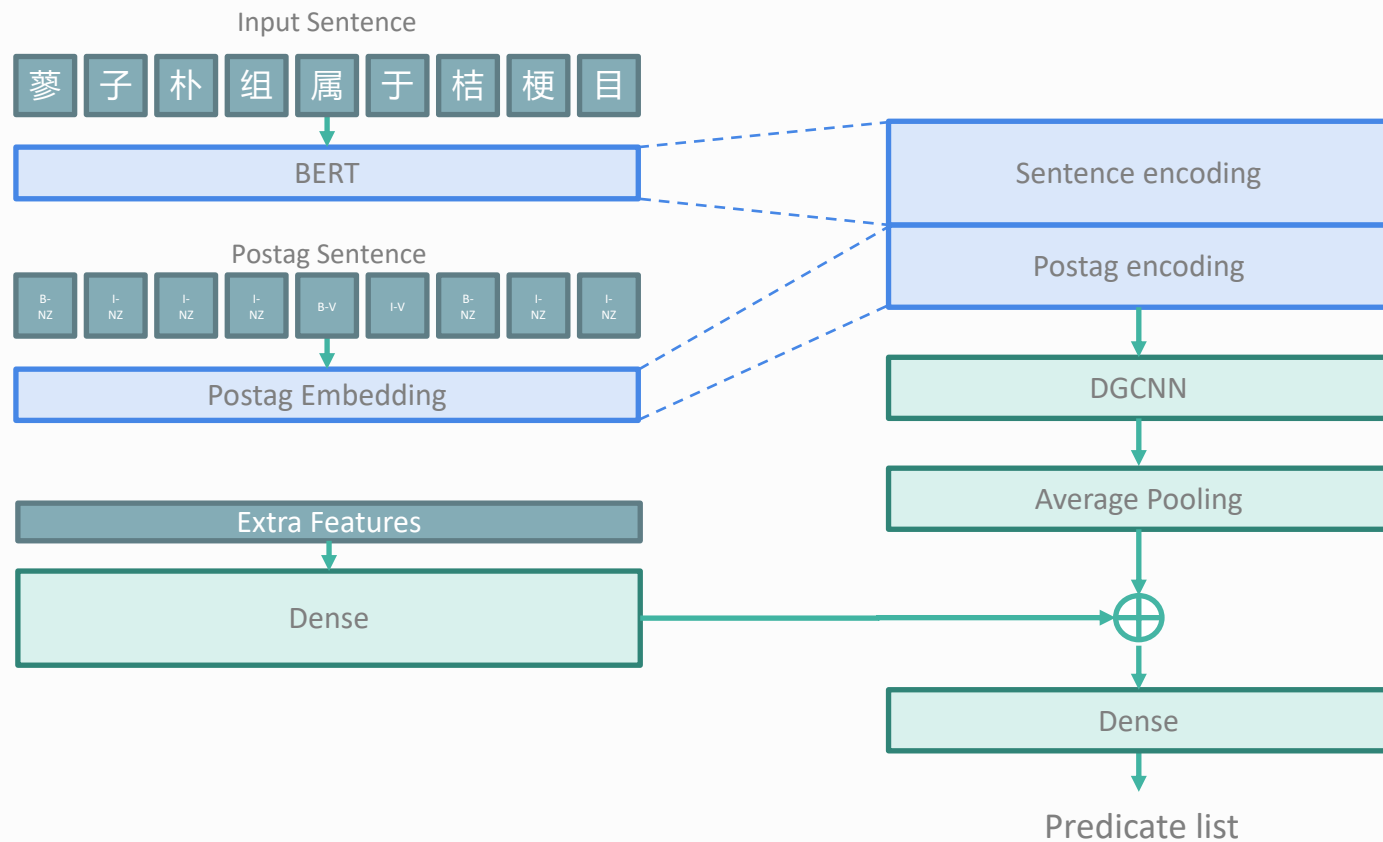 Input Sentence
蓼 子 朴 组 属 于 桔 梗 目
BERT
Postag Sentence
B-NZ I-NZ I-NZ I-NZ B-V I-V B-NZ I-NZ I-NZ
Postag Embedding
Extra Features
Dense
Sentence encoding
Postag encoding
DGCNN
Average Pooling
Dense
Predicate list